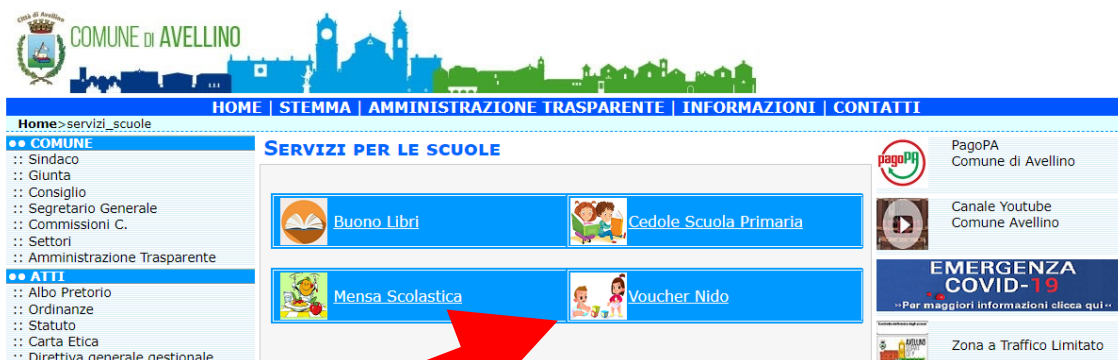 Città di Avellino
COMUNE DI AVELLINO
HOME | STEMMA | AMMINISTRAZIONE TRASPARENTE | INFORMAZIONI | CONTATTI
Home>servizi_scuole
COMUNE
:: Sindaco
:: Giunta
:: Consiglio
:: Segretario Generale
:: Commissioni C.
:: Settori
:: Amministrazione Trasparente
ATTI
:: Albo Pretorio
:: Ordinanze
:: Statuto
:: Carta Etica
:: Direttiva generale gestionale
SERVIZI PER LE SCUOLE
Buono Libri
Cedole Scuola Primaria
Mensa Scolastica
Voucher Nido
pagoPA
PagoPA
Comune di Avellino
Canale Youtube
Comune Avellino
EMERGENZA
COVID-19
»Per maggiori informazioni clicca qui«
Zona a Traffico Limitato